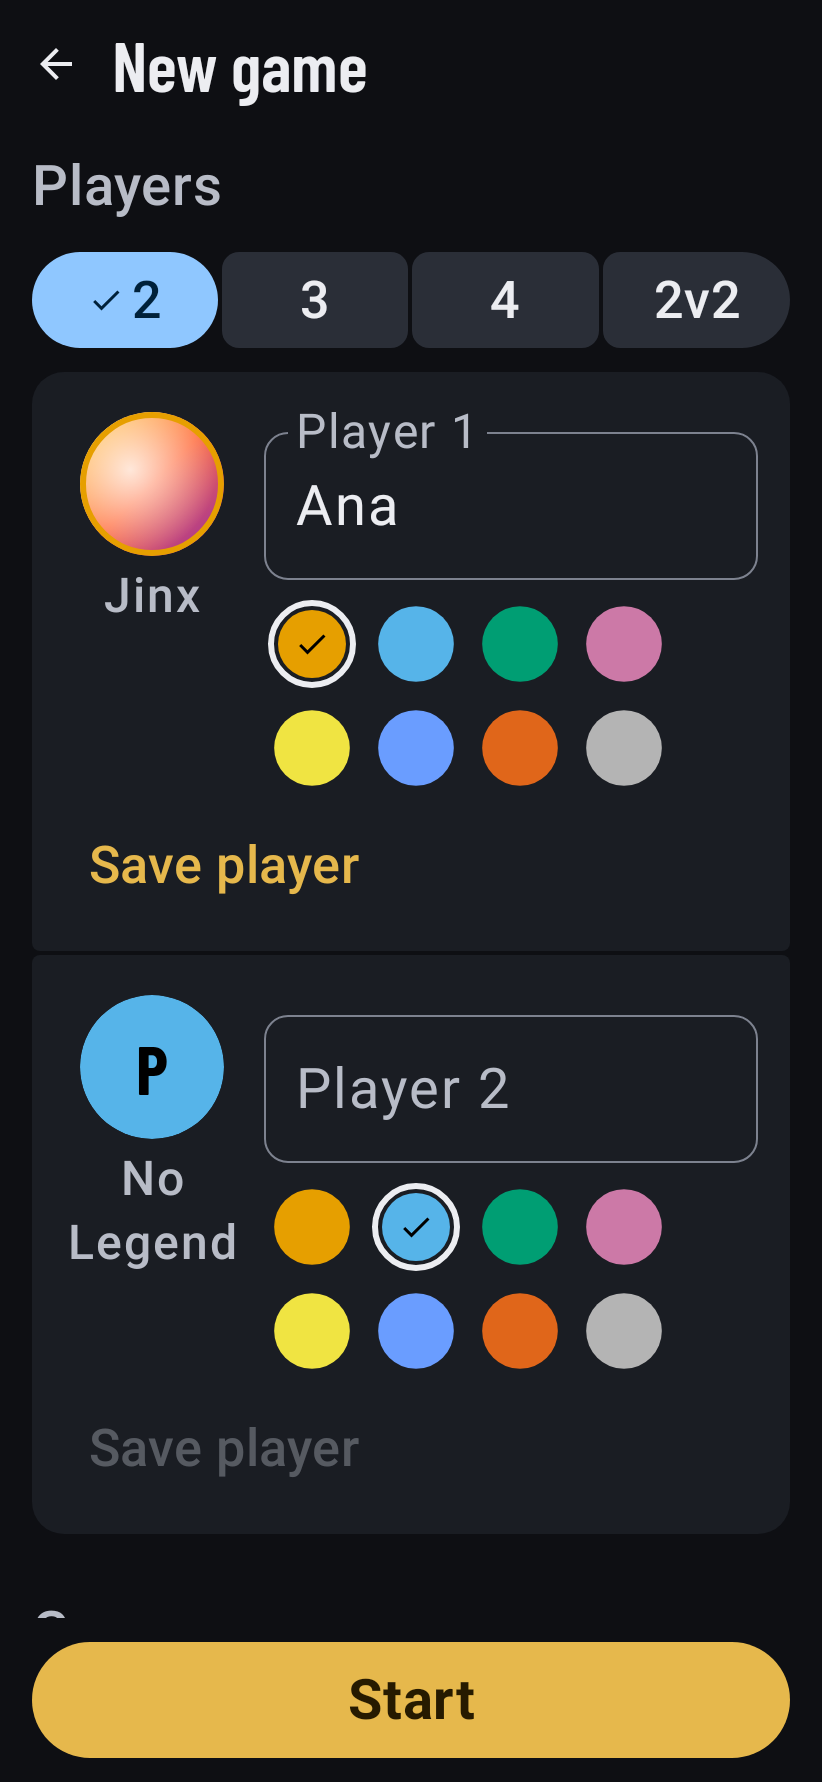 New game
Players
2
3
4
2v2
Player 1
Ana
Jinx
Save player
P
Player 2
No
Legend
Save player
Start